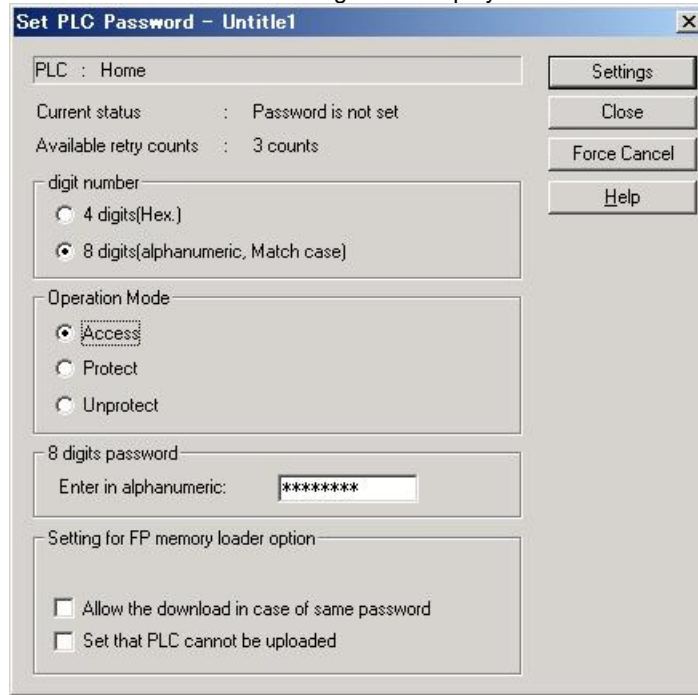 Set PLC Password - Untitle1
PLC : Home
Settings
Current status : Password is not set
Close
Available retry counts : 3 counts
Force Cancel
digit number
Help
4 digits(Hex.)
8 digits(alphanumeric, Match case)
Operation Mode
Access
Protect
Unprotect
8 digits password
Enter in alphanumeric: ********
Setting for FP memory loader option
Allow the download in case of same password
Set that PLC cannot be uploaded